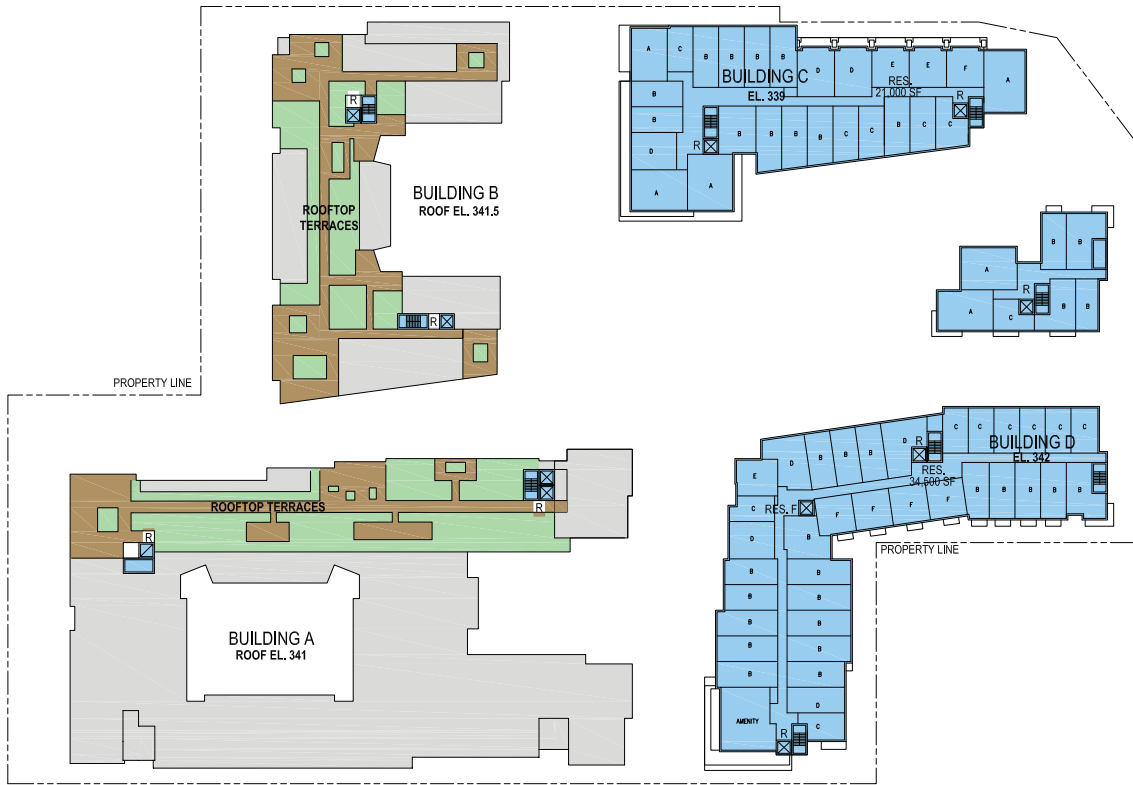 A
C
B
B
B
B
BUILDING C
EL. 339
D
D
E
E
F
A
RES.
21,000 SF
R
B
B
D
A
A
R
B
B
B
B
C
C
B
C
C
R
BUILDING B
ROOF EL. 341.5
ROOFTOP
TERRACES
R
B
B
A
R
A
C
B
B
PROPERTY LINE
ROOFTOP TERRACES
R
R
BUILDING A
ROOF EL. 341
C
C
C
C
C
C
BUILDING D
EL. 342
R
RES.
34,500 SF
D
B
B
B
D
E
B
B
B
B
B
C
RES. F
F
F
F
F
D
B
PROPERTY LINE
B
B
B
B
B
B
B
B
B
B
D
AMENITY
C
R